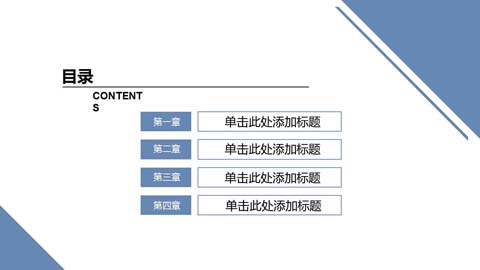 目录
CONTENT
S
第一章 单击此处添加标题
第二章 单击此处添加标题
第三章 单击此处添加标题
第四章 单击此处添加标题